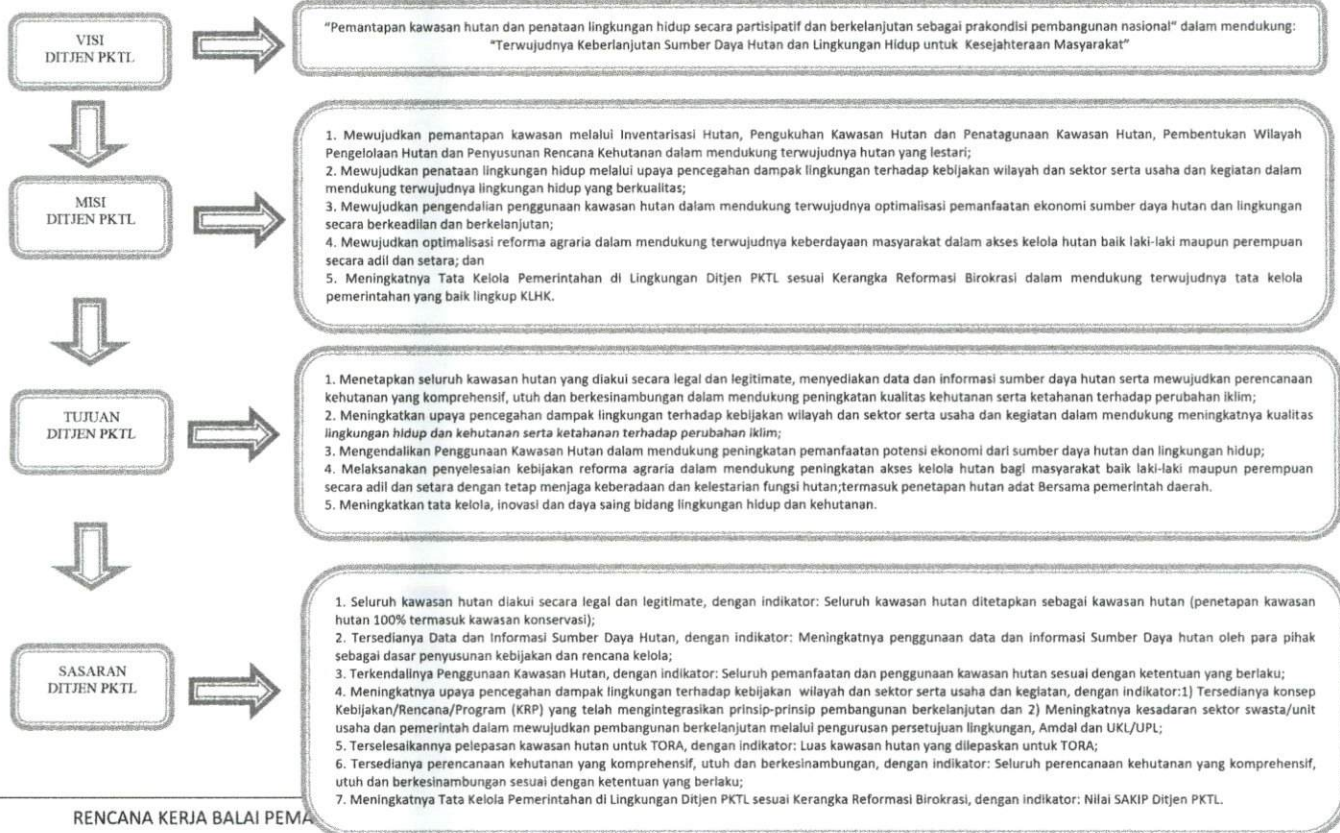 VISI
DITJEN PKTL
"Pemantapan kawasan hutan dan penataan lingkungan hidup secara partisipatif dan berkelanjutan sebagai prakondisi pembangunan nasional" dalam mendukung:
"Terwujudnya Keberlanjutan Sumber Daya Hutan dan Lingkungan Hidup untuk Kesejahteraan Masyarakat"
MISI
DITJEN PKTL
1. Mewujudkan pemantapan kawasan melalui Inventarisasi Hutan, Pengukuhan Kawasan Hutan dan Penatagunaan Kawasan Hutan, Pembentukan Wilayah
Pengelolaan Hutan dan Penyusunan Rencana Kehutanan dalam mendukung terwujudnya hutan yang lestari;
2. Mewujudkan penataan lingkungan hidup melalui upaya pencegahan dampak lingkungan terhadap kebijakan wilayah dan sektor serta usaha dan kegiatan dalam
mendukung terwujudnya lingkungan hidup yang berkualitas;
3. Mewujudkan pengendalian penggunaan kawasan hutan dalam mendukung terwujudnya optimalisasi pemanfaatan ekonomi sumber daya hutan dan lingkungan
secara berkeadilan dan berkelanjutan;
4. Mewujudkan optimalisasi reforma agraria dalam mendukung terwujudnya keberdayaan masyarakat dalam akses kelola hutan baik laki-laki maupun perempuan
secara adil dan setara; dan
5. Meningkatnya Tata Kelola Pemerintahan di Lingkungan Ditjen PKTL sesuai Kerangka Reformasi Birokrasi dalam mendukung terwujudnya tata kelola
pemerintahan yang baik lingkup KLHK.
TUJUAN
DITJEN PKTL
1. Menetapkan seluruh kawasan hutan yang diakui secara legal dan legitimate, menyediakan data dan informasi sumber daya hutan serta mewujudkan perencanaan
kehutanan yang komprehensif, utuh dan berkesinambungan dalam mendukung peningkatan kualitas kehutanan serta ketahanan terhadap perubahan iklim;
2. Meningkatkan upaya pencegahan dampak lingkungan terhadap kebijakan wilayah dan sektor serta usaha dan kegiatan dalam mendukung meningkatnya kualitas
lingkungan hidup dan kehutanan serta ketahanan terhadap perubahan iklim;
3. Mengendalikan Penggunaan Kawasan Hutan dalam mendukung peningkatan pemanfaatan potensi ekonomi dari sumber daya hutan dan lingkungan hidup;
4. Melaksanakan penyelesaian kebijakan reforma agraria dalam mendukung peningkatan akses kelola hutan bagi masyarakat baik laki-laki maupun perempuan
secara adil dan setara dengan tetap menjaga keberadaan dan kelestarian fungsi hutan;termasuk penetapan hutan adat Bersama pemerintah daerah.
5. Meningkatkan tata kelola, inovasi dan daya saing bidang lingkungan hidup dan kehutanan.
SASARAN
DITJEN PKTL
1. Seluruh kawasan hutan diakui secara legal dan legitimate, dengan indikator: Seluruh kawasan hutan ditetapkan sebagai kawasan hutan (penetapan kawasan
hutan 100% termasuk kawasan konservasi);
2. Tersedianya Data dan Informasi Sumber Daya Hutan, dengan indikator: Meningkatnya penggunaan data dan informasi Sumber Daya hutan oleh para pihak
sebagai dasar penyusunan kebijakan dan rencana kelola;
3. Terkendalinya Penggunaan Kawasan Hutan, dengan indikator: Seluruh pemanfaatan dan penggunaan kawasan hutan sesuai dengan ketentuan yang berlaku;
4. Meningkatnya upaya pencegahan dampak lingkungan terhadap kebijakan wilayah dan sektor serta usaha dan kegiatan, dengan indikator:1) Tersedianya konsep
Kebijakan/Rencana/Program (KRP) yang telah mengintegrasikan prinsip-prinsip pembangunan berkelanjutan dan 2) Meningkatnya kesadaran sektor swasta/unit
usaha dan pemerintah dalam mewujudkan pembangunan berkelanjutan melalui pengurusan persetujuan lingkungan, Amdal dan UKL/UPL;
5. Terselesaikannya pelepasan kawasan hutan untuk TORA, dengan indikator: Luas kawasan hutan yang dilepaskan untuk TORA;
6. Tersedianya perencanaan kehutanan yang komprehensif, utuh dan berkesinambungan, dengan indikator: Seluruh perencanaan kehutanan yang komprehensif,
utuh dan berkesinambungan sesuai dengan ketentuan yang berlaku;
7. Meningkatnya Tata Kelola Pemerintahan di Lingkungan Ditjen PKTL sesuai Kerangka Reformasi Birokrasi, dengan indikator: Nilai SAKIP Ditjen PKTL.
RENCANA KERJA BALAI PEMA